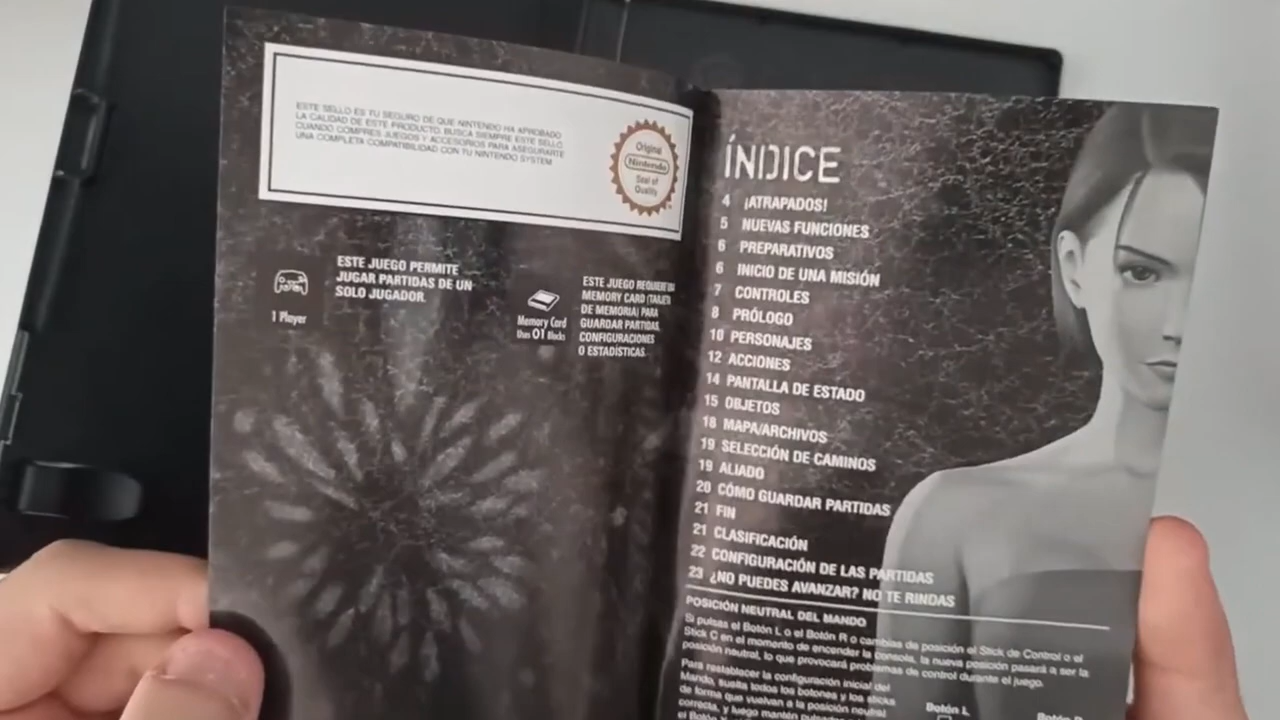 ESTE SELLO ES TU SEGURO DE QUE NINTENDO HA APROBADO
LA CALIDAD DE ESTE PRODUCTO. BUSCA SIEMPRE ESTE SELLO
CUANDO COMPRES JUEGOS Y ACCESORIOS PARA ASEGURARTE
UNA COMPLETA COMPATIBILIDAD CON TU NINTENDO SYSTEM
Original
Nintendo
Seal of
Quality
1 Player
ESTE JUEGO PERMITE
JUGAR PARTIDAS DE UN
SOLO JUGADOR.
Memory Card
Uses 01 Blocks
ESTE JUEGO REQUIERE
MEMORY CARD
DE MEMORIA) PARA
GUARDAR PARTIDAS,
CONFIGURACIONES
O ESTADÍSTICAS.
ÍNDICE
4 ¡ATRAPADOS!
5 NUEVAS FUNCIONES
6 PREPARATIVOS
6 INICIO DE UNA MISIÓN
7 CONTROLES
8 PRÓLOGO
10 PERSONAJES
12 ACCIONES
14 PANTALLA DE ESTADO
15 OBJETOS
18 MAPA/ARCHIVOS
19 SELECCIÓN DE CAMINOS
19 ALIADO
20 CÓMO GUARDAR PARTIDAS
21 FIN
21 CLASIFICACIÓN
22 CONFIGURACIÓN DE LAS PARTIDAS
23 ¿NO PUEDES AVANZAR? NO TE RINDAS
POSICIÓN NEUTRAL DEL MANDO
Si pulsas el Botón L o el Botón R o cambias de posición el Stick de Control o el
Stick C en el momento de encender la consola, la nueva posición pasará a ser la
posición neutral, lo que provocará problemas de control durante el juego.
Para restablecer la configuración inicial del
Mando, suelta todos los botones y los sticks
de forma que vuelvan a la posición neutral
correcta, y luego mantén pulsados
el Botón
Botón L
Botón R